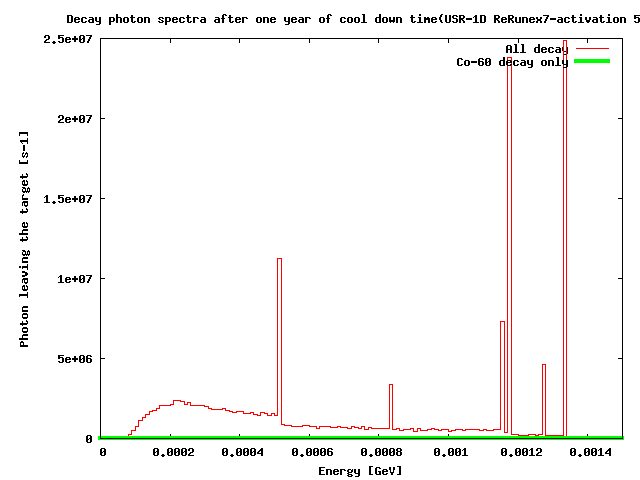 Decay photon spectra after one year of cool down time(USR-1D ReRunex7-activation 5
2.5e+07
All decay
Co-60 decay only
2e+07
1.5e+07
1e+07
5e+06
0
Photon leaving the target [s-1]
0 0.0002 0.0004 0.0006 0.0008 0.001 0.0012 0.0014
Energy [GeV]